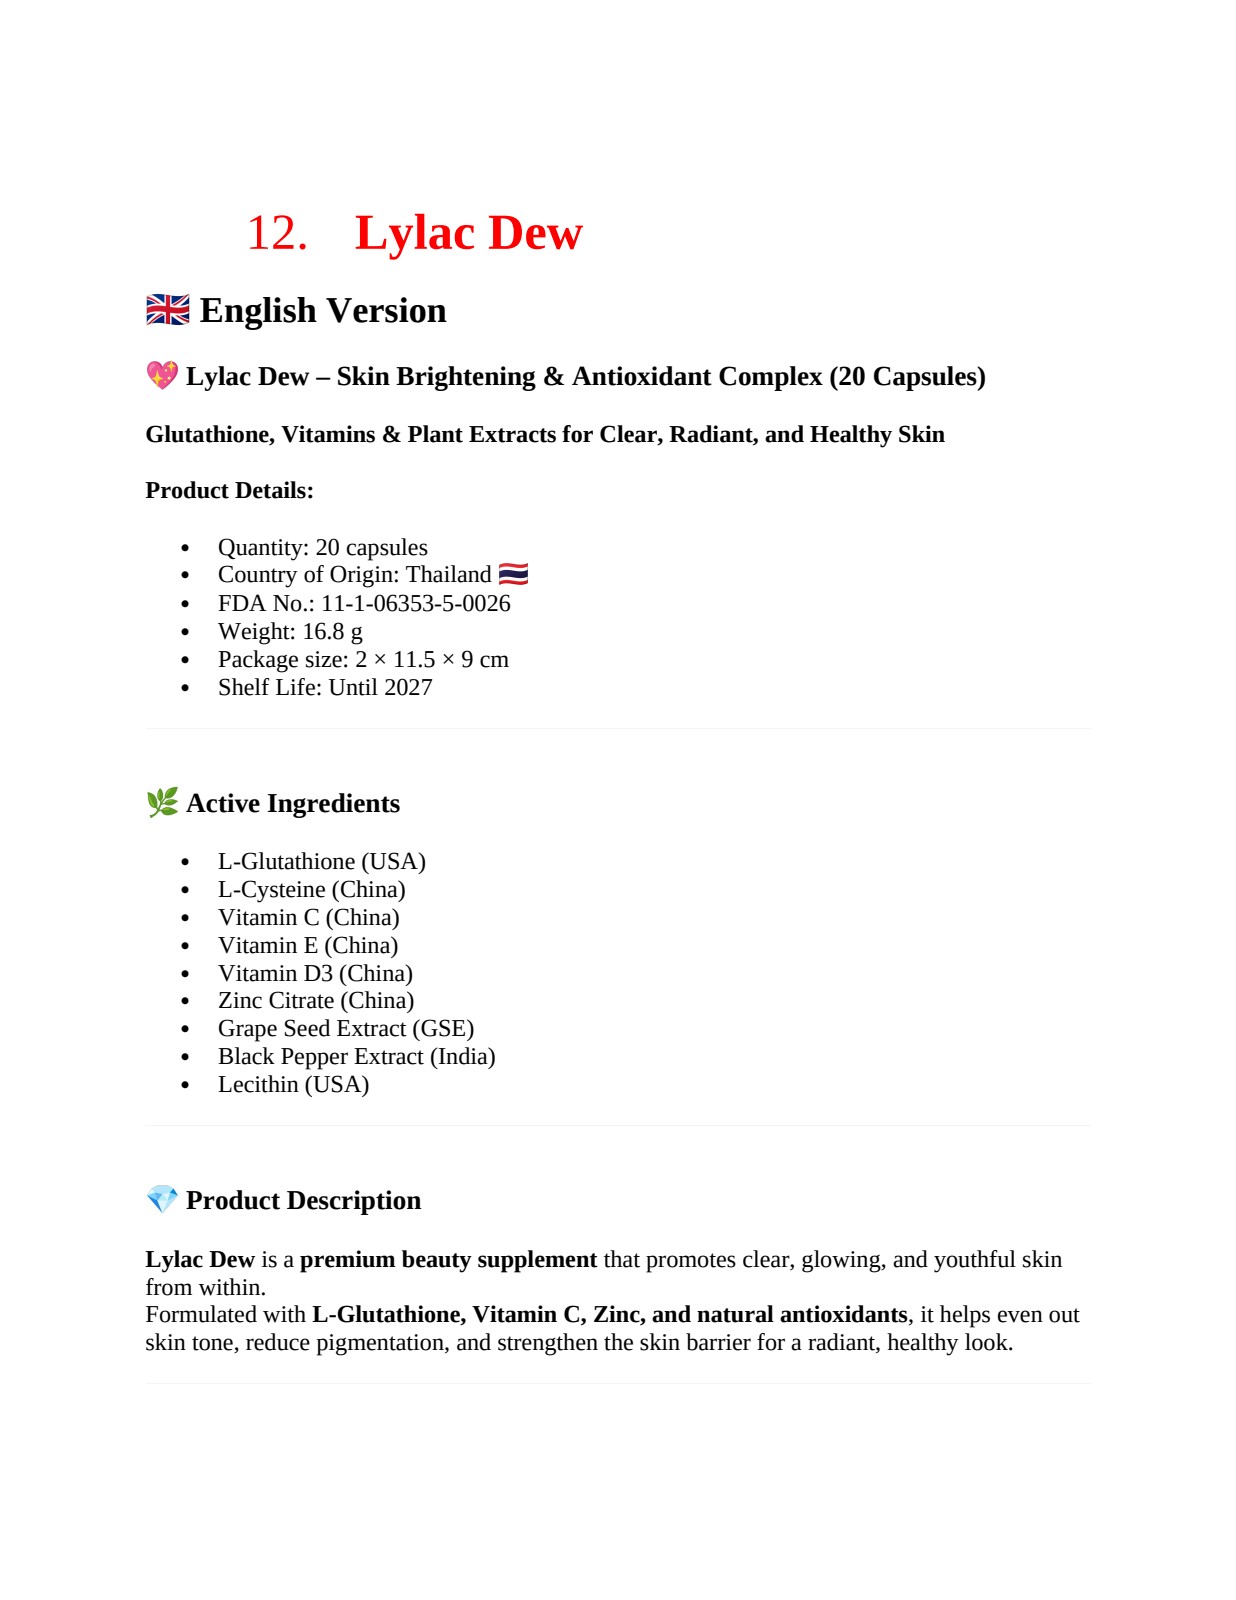 12. Lylac Dew
🇬🇧 English Version
💖 Lylac Dew – Skin Brightening & Antioxidant Complex (20 Capsules)
Glutathione, Vitamins & Plant Extracts for Clear, Radiant, and Healthy Skin
Product Details:
• Quantity: 20 capsules
• Country of Origin: Thailand 🇹🇭
• FDA No.: 11-1-06353-5-0026
• Weight: 16.8 g
• Package size: 2 × 11.5 × 9 cm
• Shelf Life: Until 2027
🌿 Active Ingredients
• L-Glutathione (USA)
• L-Cysteine (China)
• Vitamin C (China)
• Vitamin E (China)
• Vitamin D3 (China)
• Zinc Citrate (China)
• Grape Seed Extract (GSE)
• Black Pepper Extract (India)
• Lecithin (USA)
💎 Product Description
Lylac Dew is a premium beauty supplement that promotes clear, glowing, and youthful skin
from within.
Formulated with L-Glutathione, Vitamin C, Zinc, and natural antioxidants, it helps even out
skin tone, reduce pigmentation, and strengthen the skin barrier for a radiant, healthy look.